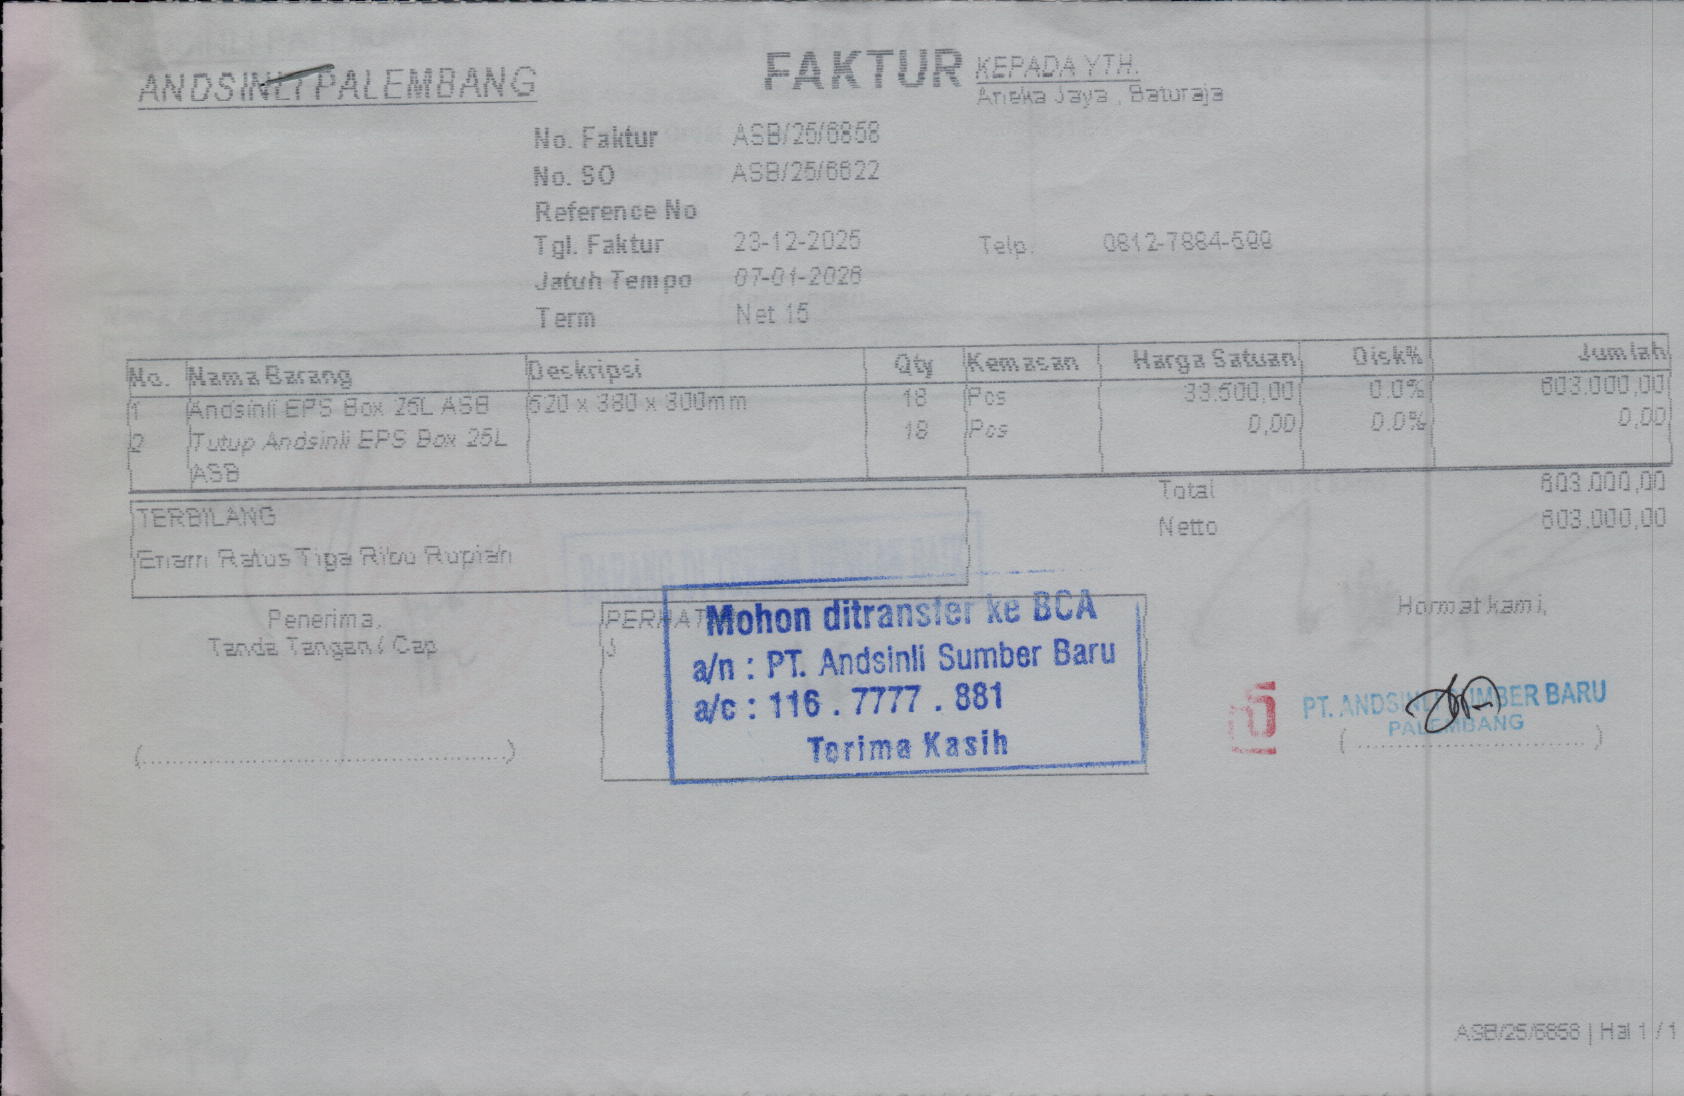 ANDSINLI PALEMBANG
FAKTUR
KEPADA YTH.
Aneka Jaya , Baturaja
No. Faktur ASB/25/6858
No. SO ASB/25/6622
Reference No
Tgl. Faktur 23-12-2025 Telp. 0812-7884-599
Jatuh Tempo 07-01-2026
Term Net 15
No. Nama Barang Deskripsi Qty Kemasan Harga Satuan Disk% Jumlah
1 Andsinli EPS Box 25L ASB 520 x 380 x 300mm 18 Pcs 33.500,00 0.0% 603.000,00
2 Tutup Andsinli EPS Box 25L ASB 18 Pcs 0,00 0.0% 0,00
Total 603.000,00
Netto 603.000,00
TERBILANG
Enam Ratus Tiga Ribu Rupiah
Penerima,
Tanda Tangan / Cap
(........................................................)
PERHAT
Mohon ditransfer ke BCA
a/n : PT. Andsinli Sumber Baru
a/c : 116 . 7777 . 881
Terima Kasih
Hormat kami,
PT. ANDSINLI SUMBER BARU
PALEMBANG
(...................................)
ASB/25/6858 | Hal 1 / 1